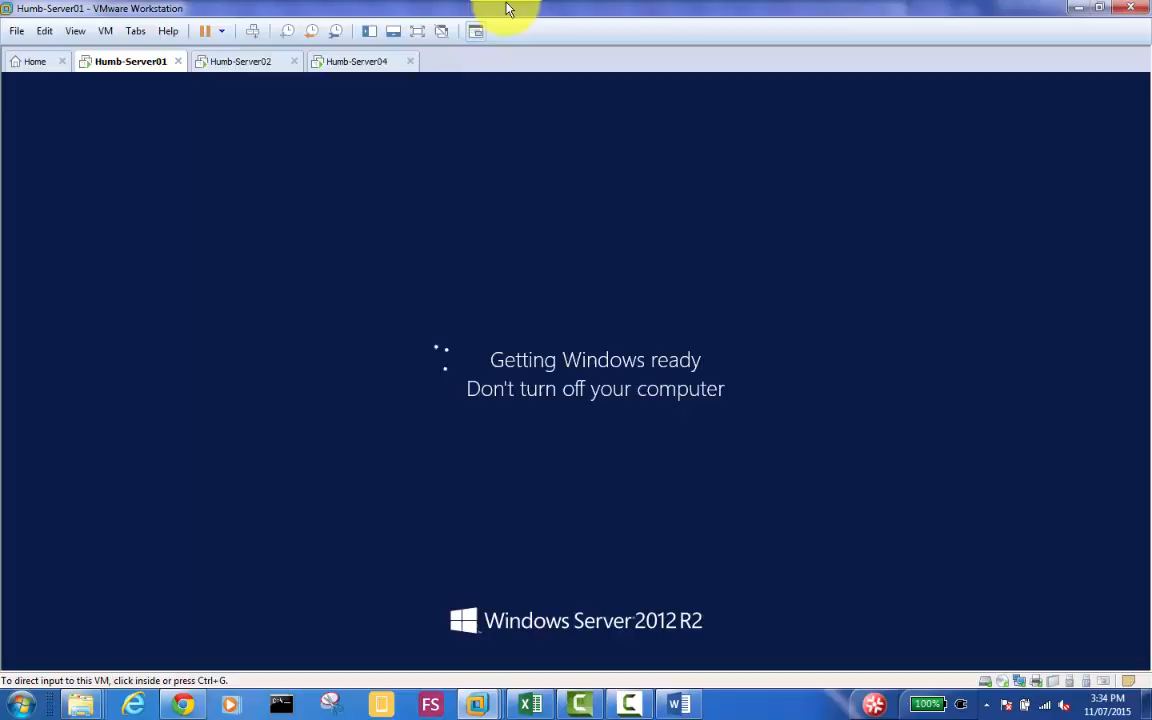 Humb-Server01 - VMware Workstation
File Edit View VM Tabs Help
Home Humb-Server01 Humb-Server02 Humb-Server04
Getting Windows ready
Don't turn off your computer
Windows Server 2012 R2
To direct input to this VM, click inside or press Ctrl+G.
FS
100%
3:34 PM
11/07/2015